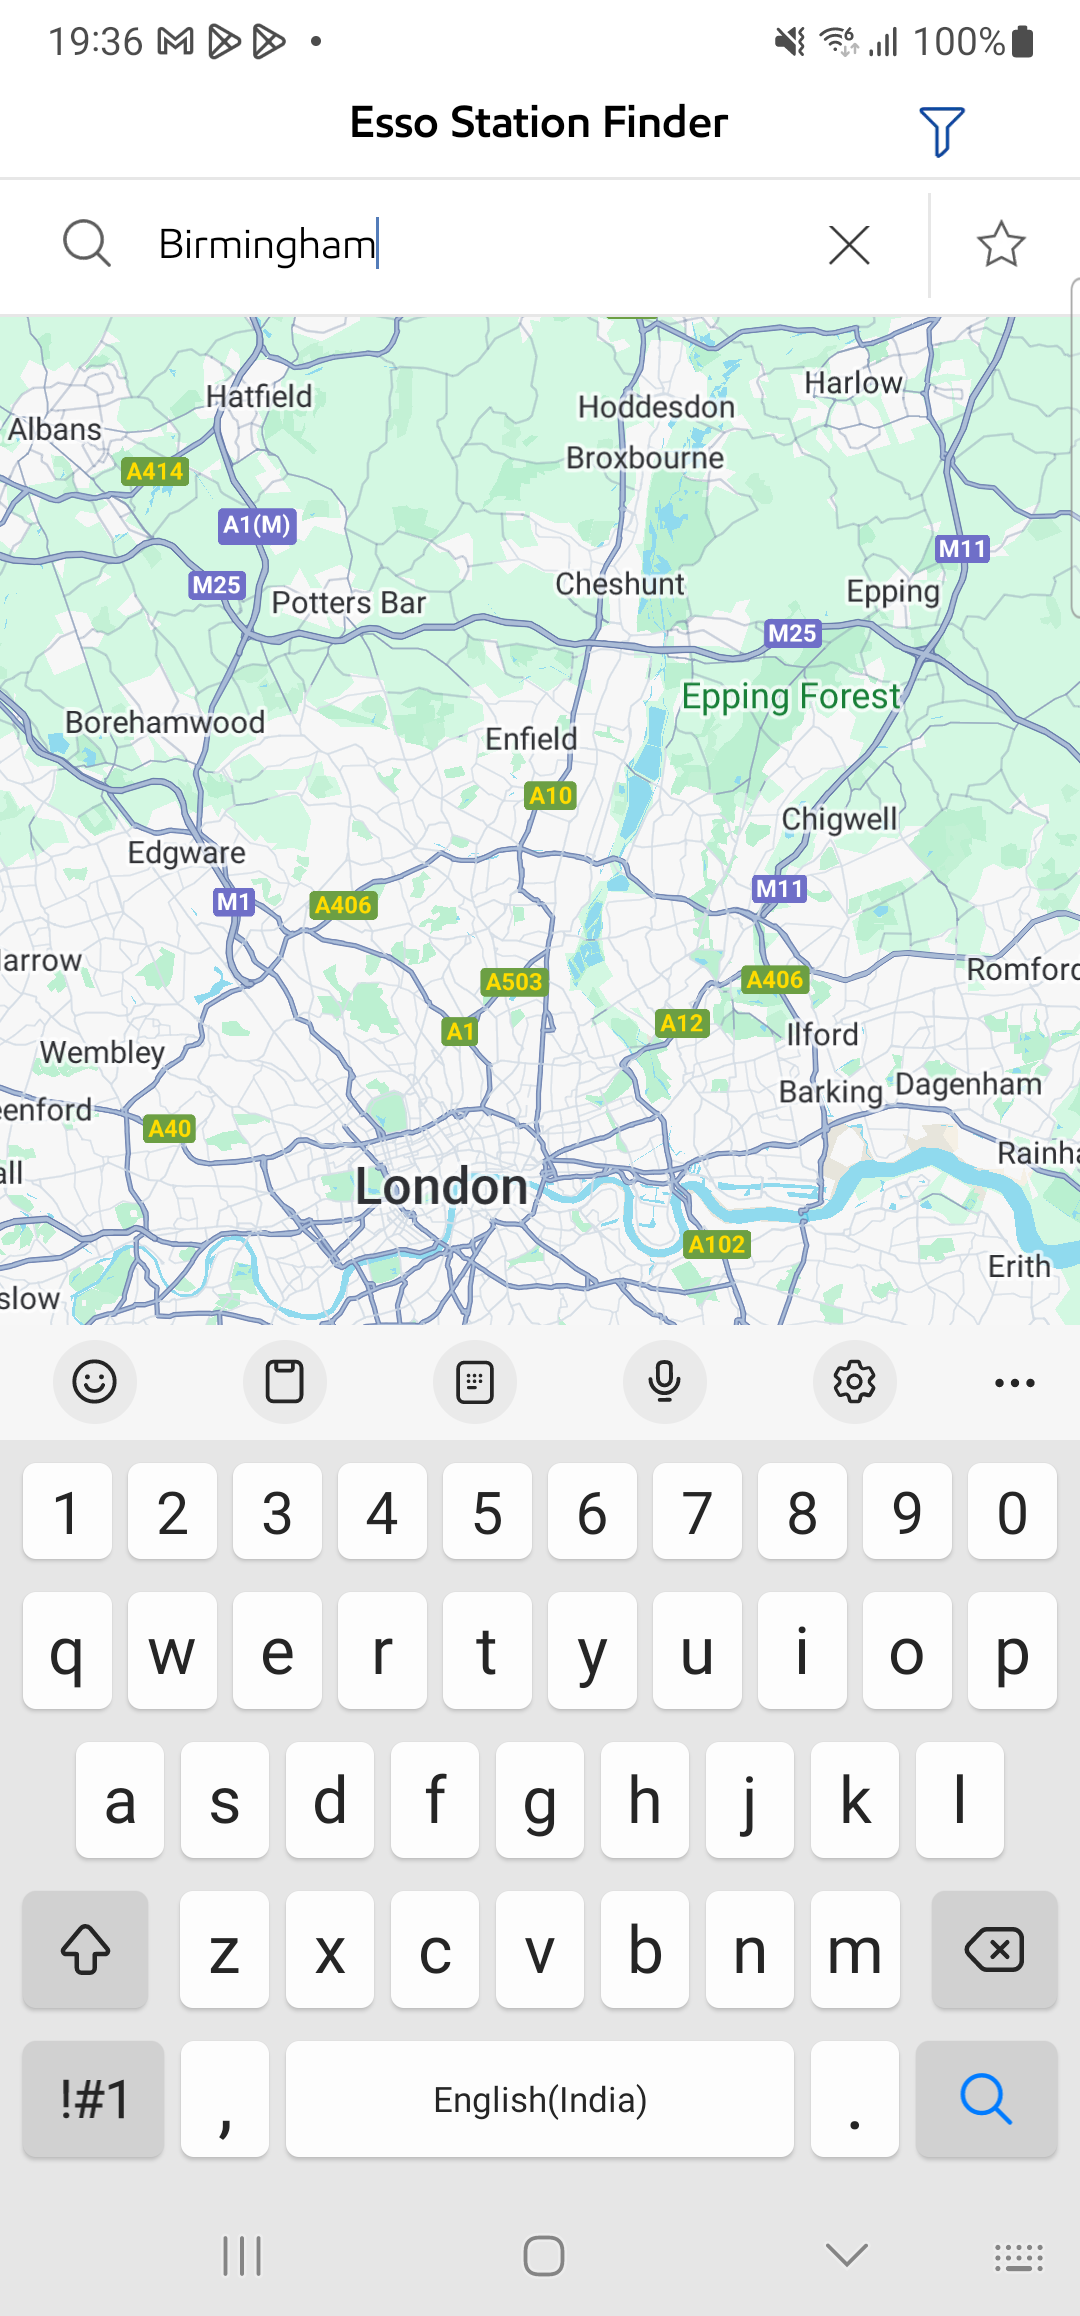 19:36 100%
Esso Station Finder
Birmingham
Hatfield
Harlow
Hoddesdon
Albans
Broxbourne
A414
A1(M)
M11
M25
Cheshunt
Epping
Potters Bar
M25
Epping Forest
Borehamwood
Enfield
A10
Chigwell
Edgware
M11
M1
A406
arrow
Romford
A503
A406
A12
A1
Ilford
Wembley
Barking
Dagenham
enford
A40
Rainha
all
London
A102
Erith
slow
1 2 3 4 5 6 7 8 9 0
q w e r t y u i o p
a s d f g h j k l
z x c v b n m
!#1 , English(India) .